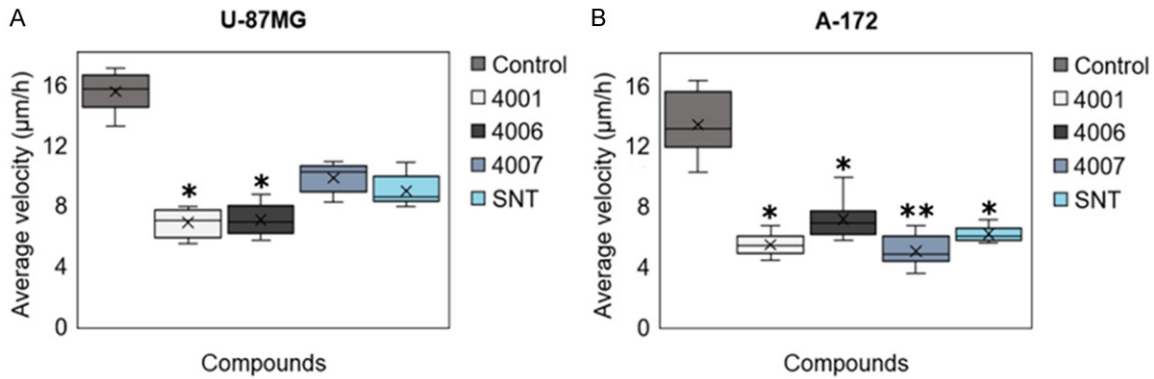 A
U-87MG
Average velocity (µm/h)
16
12
8
4
0
* *
Compounds
Control
4001
4006
4007
SNT
B
A-172
Average velocity (µm/h)
16
12
8
4
0
* * ** *
Compounds
Control
4001
4006
4007
SNT